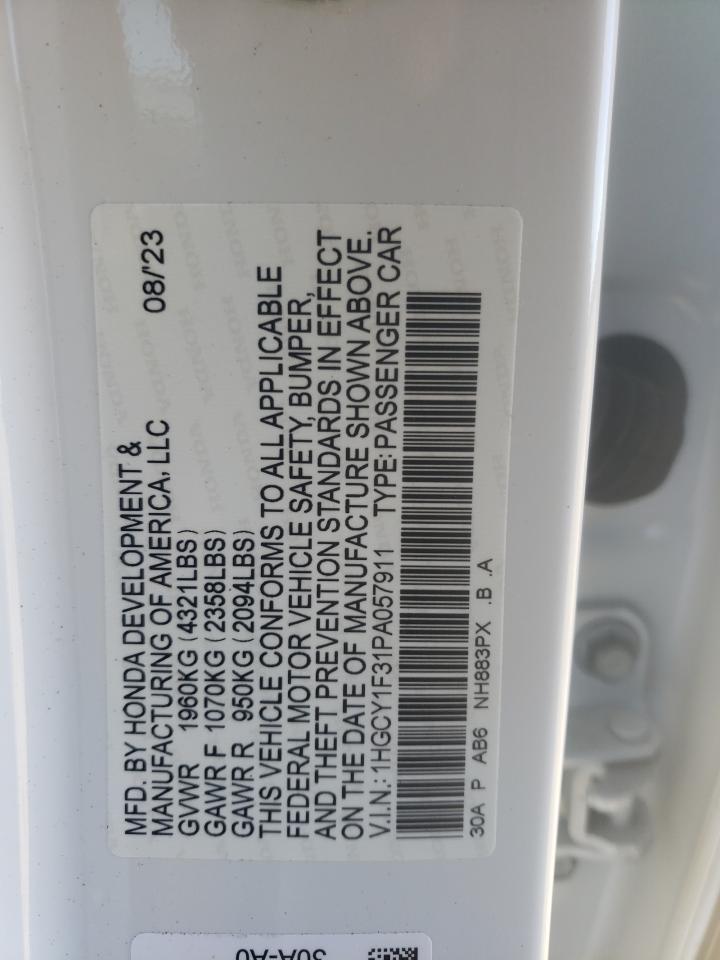 MFD. BY HONDA DEVELOPMENT &
MANUFACTURING OF AMERICA, LLC 08/'23
GVWR 1960KG (4321LBS)
GAWR F 1070KG (2358LBS)
GAWR R 950KG (2094LBS)
THIS VEHICLE CONFORMS TO ALL APPLICABLE
FEDERAL MOTOR VEHICLE SAFETY, BUMPER,
AND THEFT PREVENTION STANDARDS IN EFFECT
ON THE DATE OF MANUFACTURE SHOWN ABOVE.
V.I.N.: 1HGCY1F31PA057911 TYPE: PASSENGER CAR
30A P AB6 NH883PX .B .A
30A-A0